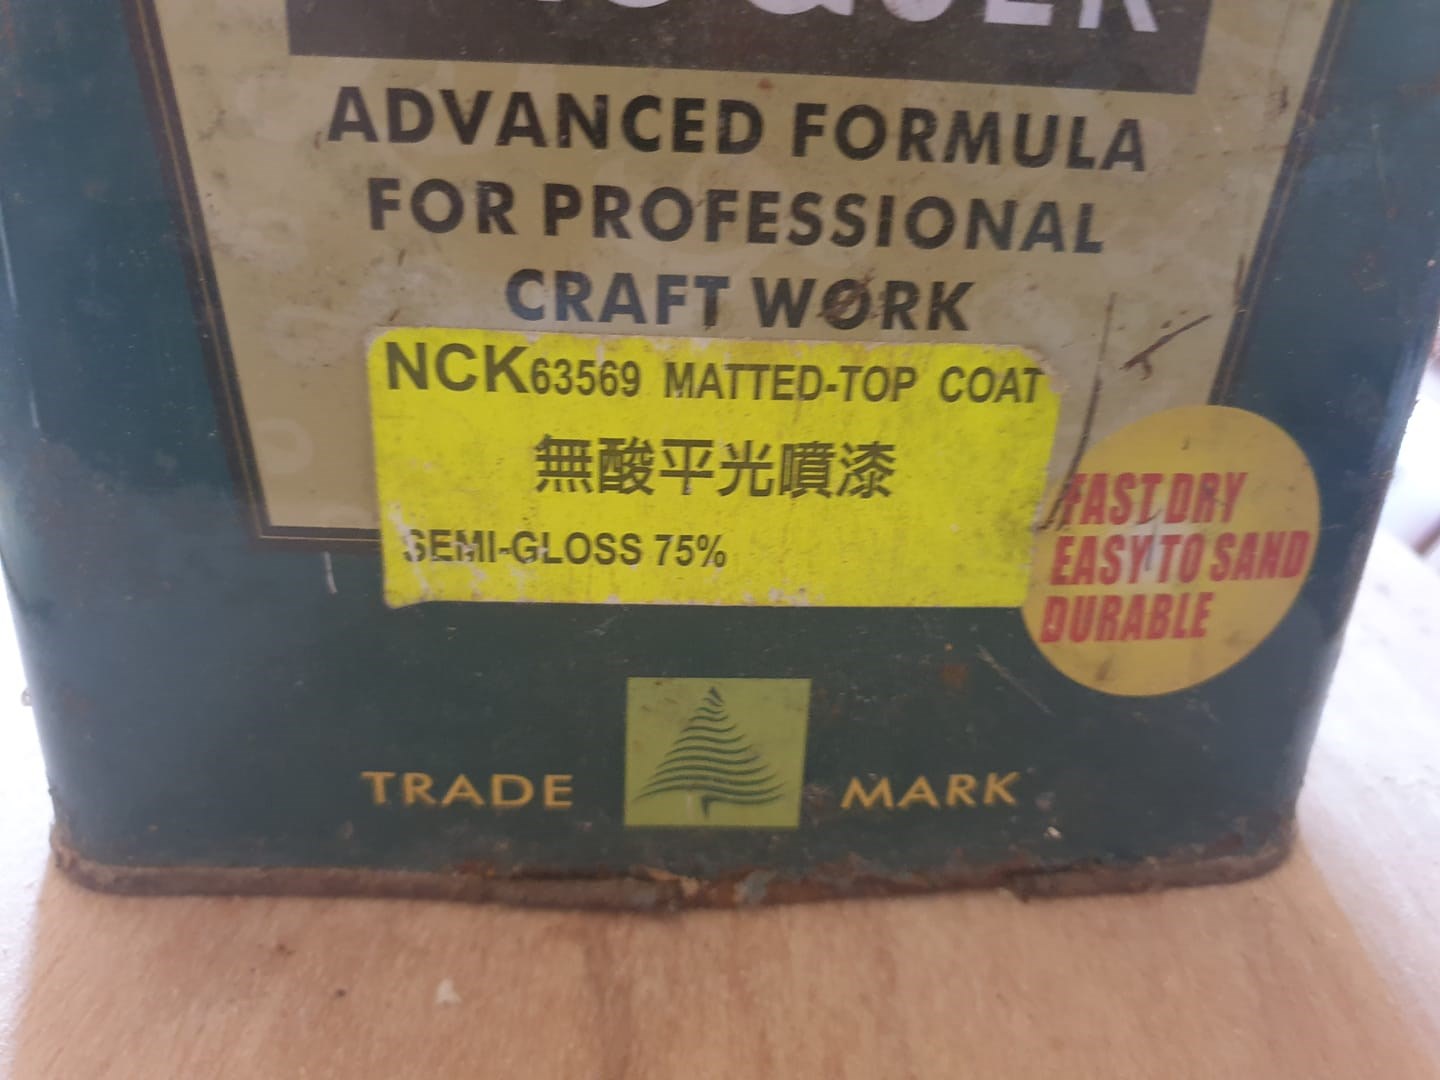 ADVANCED FORMULA
FOR PROFESSIONAL
CRAFT WORK
NCK63569 MATTED-TOP COAT
無酸平光噴漆
SEMI-GLOSS 75%
FAST DRY
EASY TO SAND
DURABLE
TRADE MARK